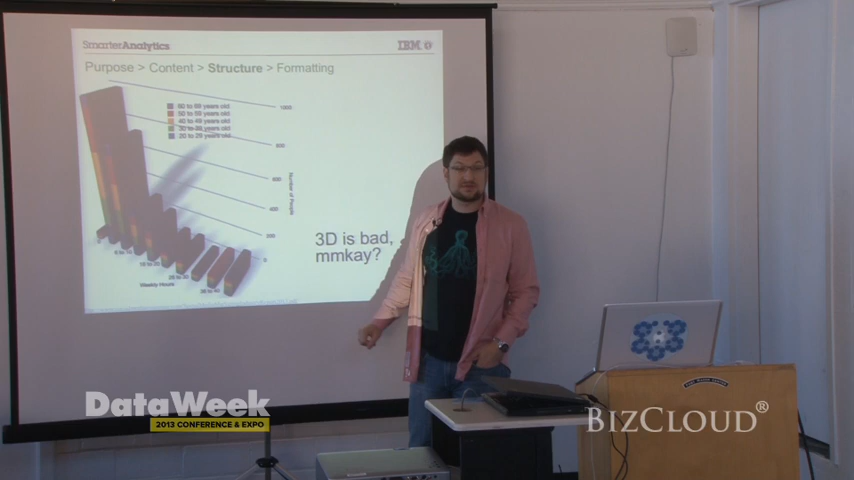 SmarterAnalytics
IBM
Purpose > Content > Structure > Formatting
60 to 69 years old
50 to 59 years old
40 to 49 years old
30 to 39 years old
20 to 29 years old
1000
800
600
400
200
0
Number of People
Weekly Hours
3D is bad,
mmkay?
DataWeek
2013 CONFERENCE & EXPO
BIZCLOUD®